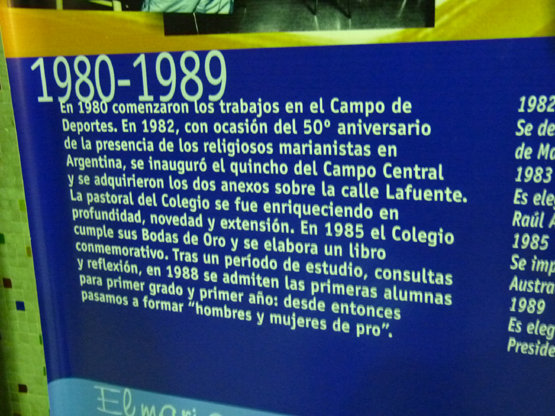 1980-1989
En 1980 comenzaron los trabajos en el Campo de
Deportes. En 1982, con ocasión del 50º aniversario
de la presencia de los religiosos marianistas en
Argentina, se inauguró el quincho del Campo Central
y se adquirieron los dos anexos sobre la calle Lafuente.
La pastoral del Colegio se fue enriqueciendo en
profundidad, novedad y extensión. En 1985 el Colegio
cumple sus Bodas de Oro y se elabora un libro
conmemorativo. Tras un período de estudio, consultas
y reflexión, en 1988 se admiten las primeras alumnas
para primer grado y primer año: desde entonces
pasamos a formar "hombres y mujeres de pro".
1982
Se de
de Ma
1983
Es ele
Raúl A
1985
Se imp
Austra
1989
Es eleg
Preside
El mari